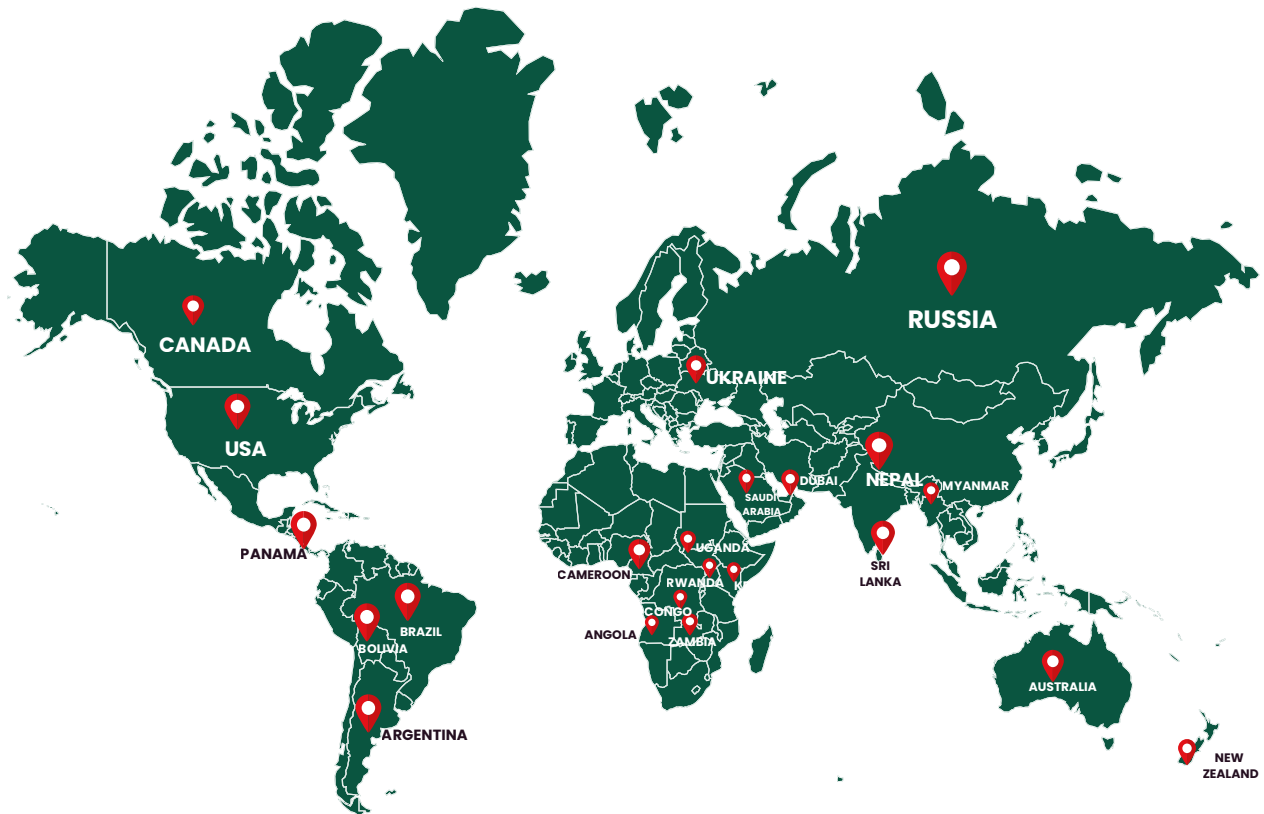 RUSSIA
CANADA
UKRAINE
USA
NEPAL
DUBAI
MYANMAR
SAUDI
ARABIA
PANAMA
UGANDA
SRI
LANKA
CAMEROON
RWANDA
K
CONGO
BRAZIL
ANGOLA
ZAMBIA
BOLIVIA
AUSTRALIA
ARGENTINA
NEW
ZEALAND